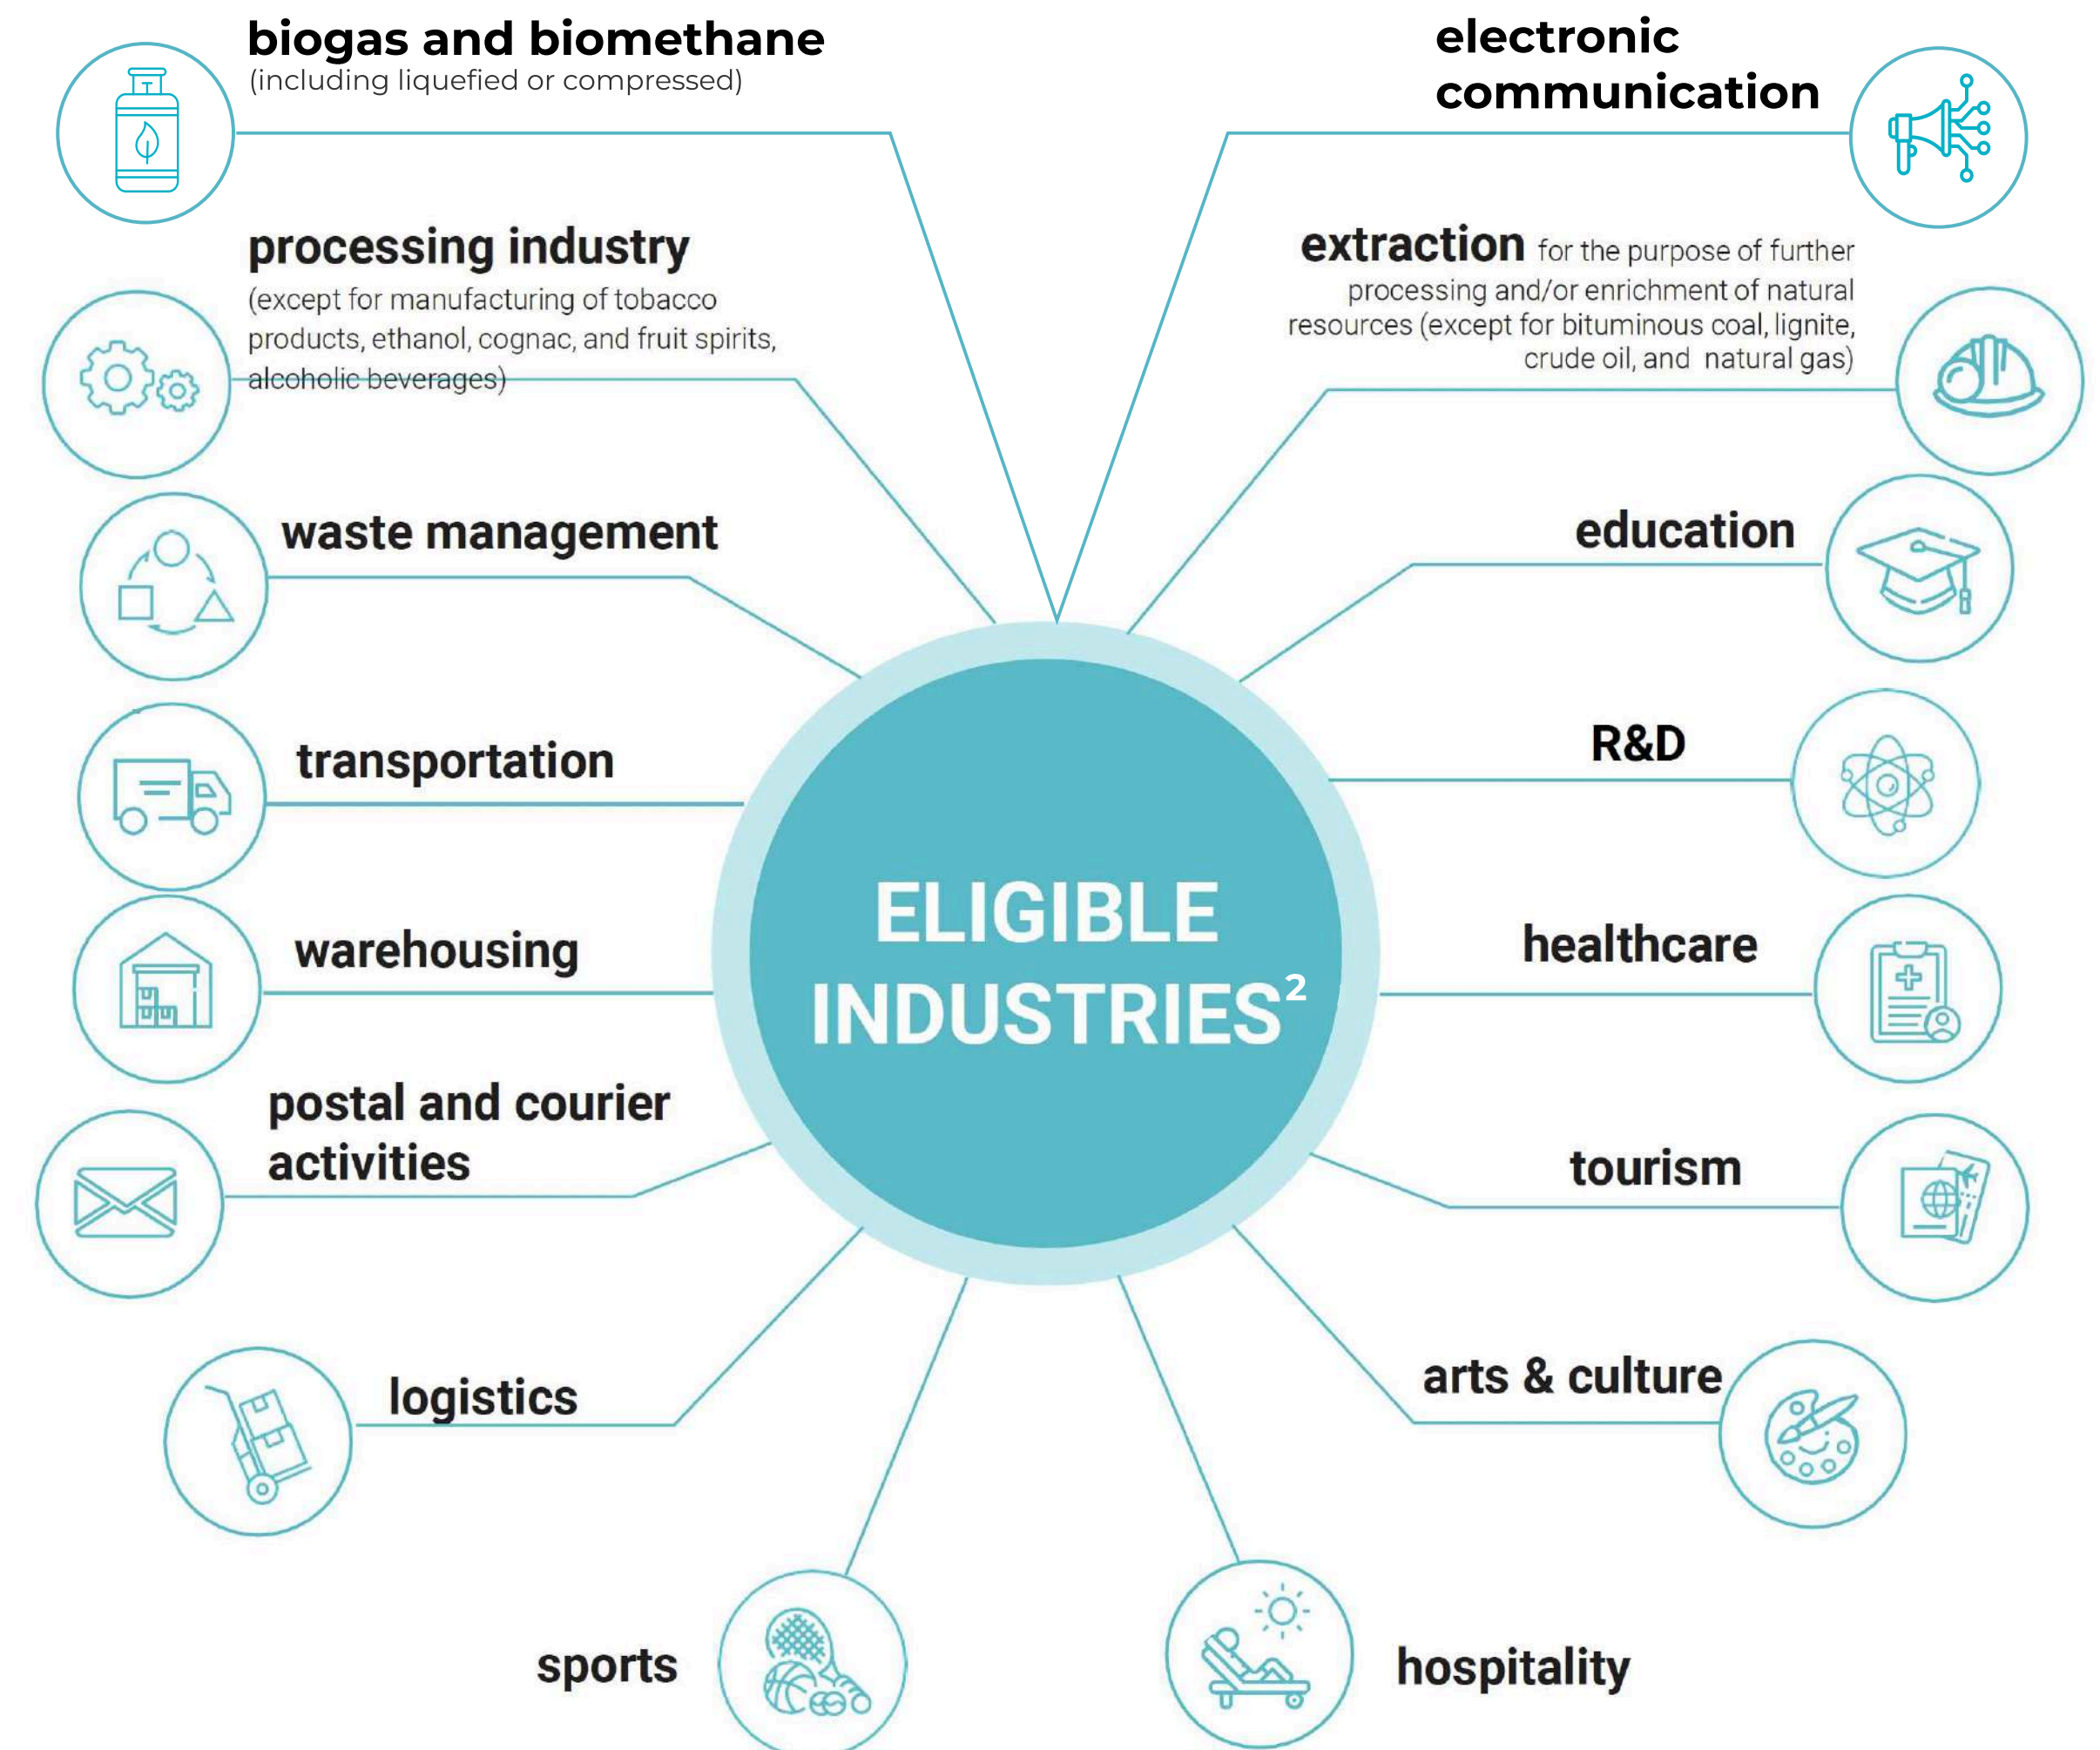 biogas and biomethane
(including liquefied or compressed)
electronic
communication
processing industry
(except for manufacturing of tobacco
products, ethanol, cognac, and fruit spirits,
alcoholic beverages)
extraction for the purpose of further
processing and/or enrichment of natural
resources (except for bituminous coal, lignite,
crude oil, and natural gas)
waste management
education
transportation
R&D
warehousing
healthcare
ELIGIBLE
INDUSTRIES²
postal and courier
activities
tourism
logistics
arts & culture
sports
hospitality